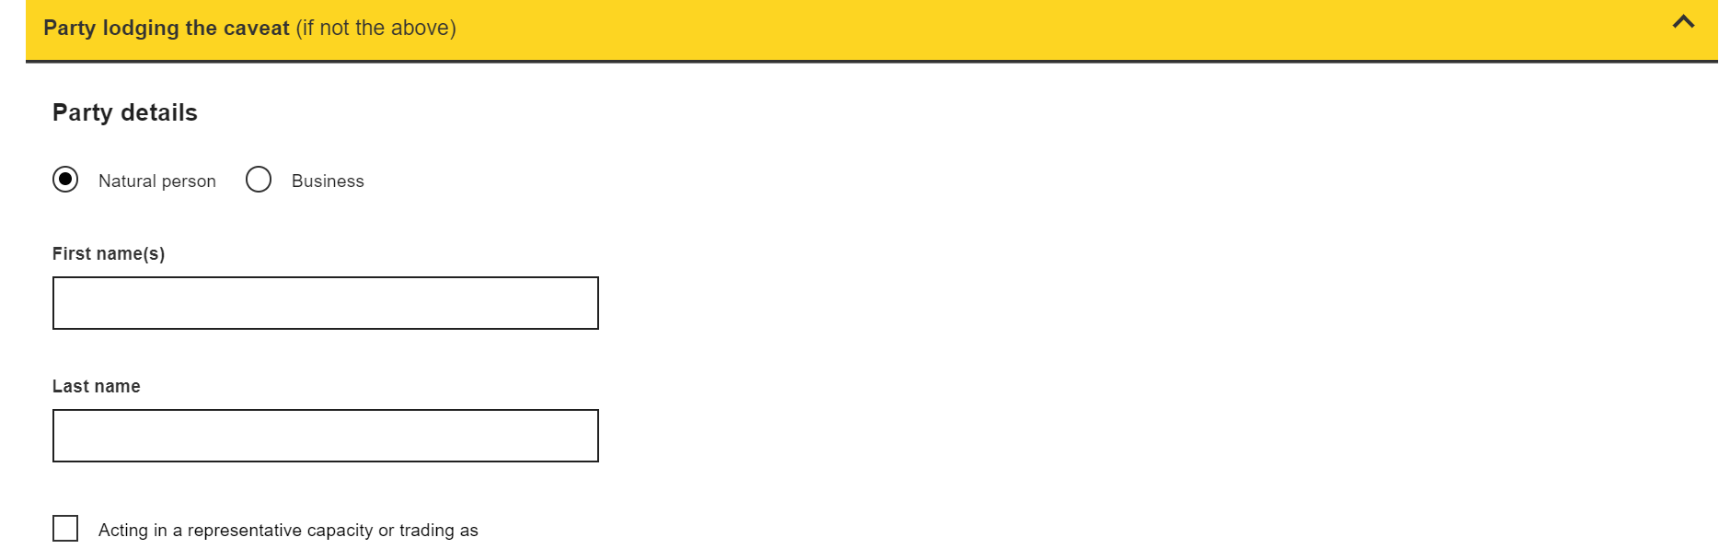 Party lodging the caveat (if not the above)
Party details
Natural person Business
First name(s)
Last name
Acting in a representative capacity or trading as